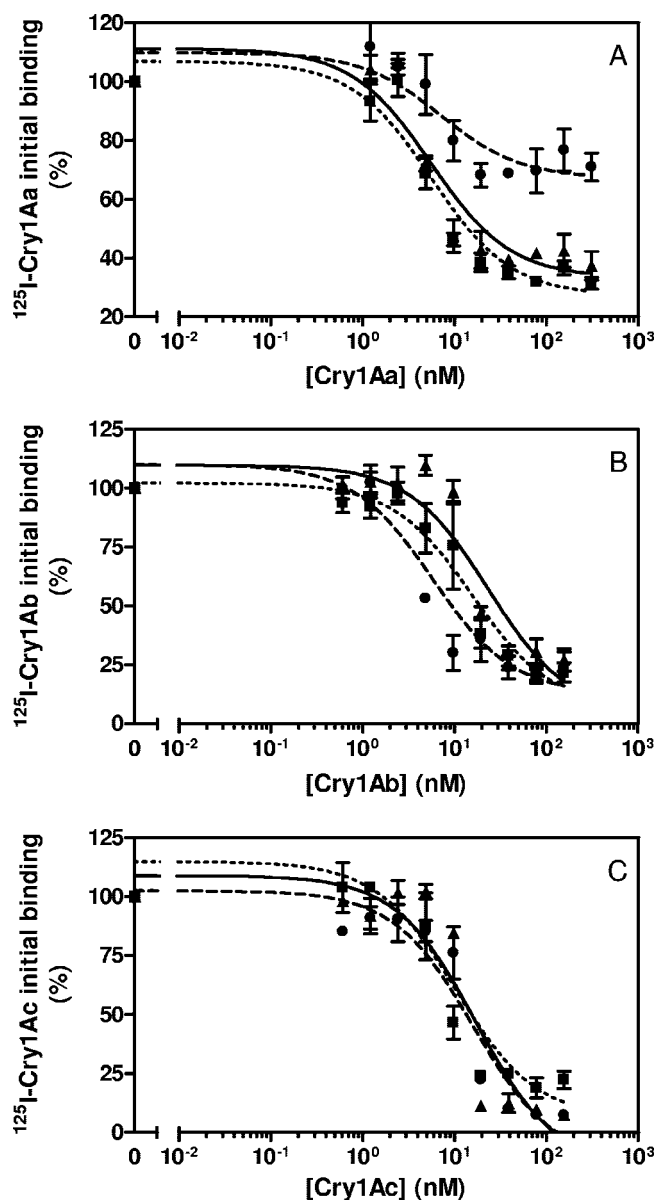 A
¹²⁵I-Cry1Aa initial binding
(%)
120
100
80
60
40
20
0 10⁻² 10⁻¹ 10⁰ 10¹ 10² 10³
[Cry1Aa] (nM)
B
¹²⁵I-Cry1Ab initial binding
(%)
125
100
75
50
25
0
0 10⁻² 10⁻¹ 10⁰ 10¹ 10² 10³
[Cry1Ab] (nM)
C
¹²⁵I-Cry1Ac initial binding
(%)
125
100
75
50
25
0
0 10⁻² 10⁻¹ 10⁰ 10¹ 10² 10³
[Cry1Ac] (nM)